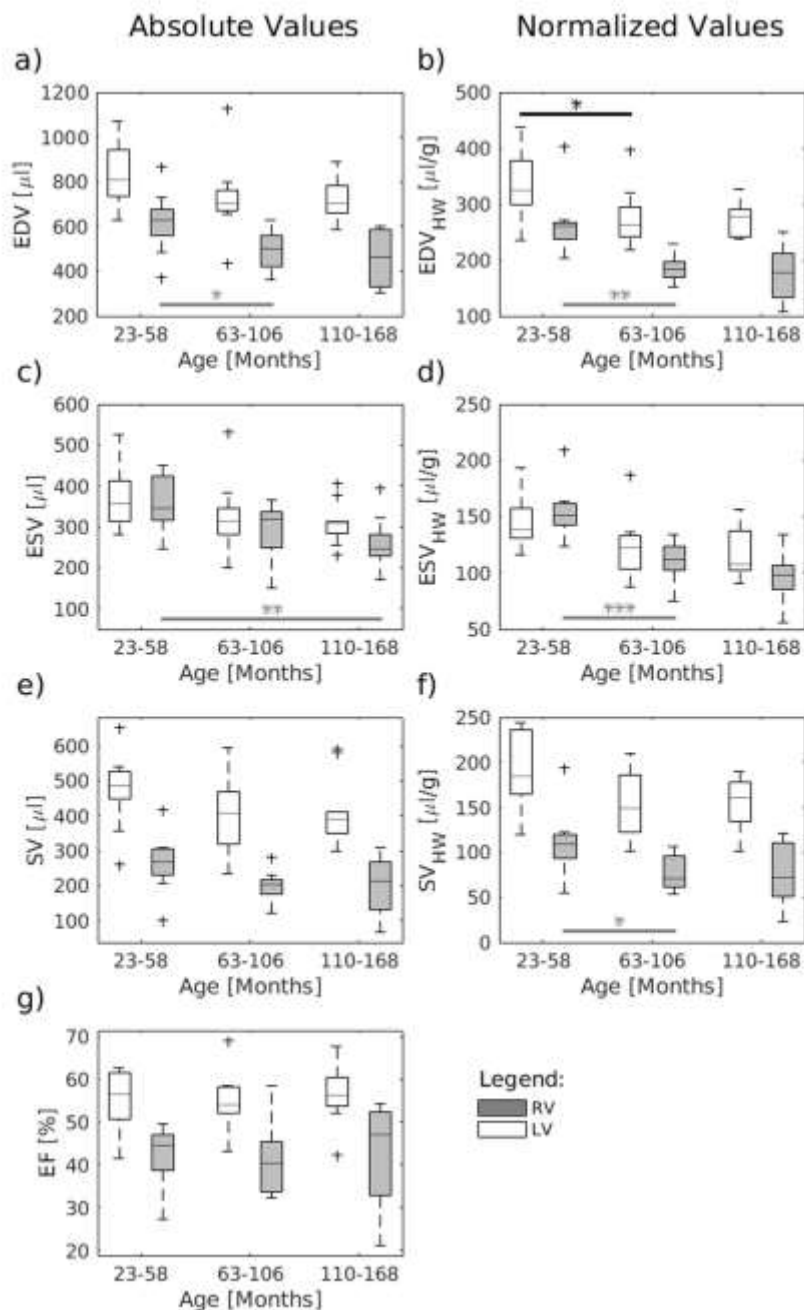 Absolute Values
Normalized Values
a)
1200
1000
800
600
400
200
EDV [µl]
*
23-58
63-106
110-168
Age [Months]
b)
500
400
300
200
100
EDVHW [µl/g]
*
**
23-58
63-106
110-168
Age [Months]
c)
600
500
400
300
200
100
ESV [µl]
**
23-58
63-106
110-168
Age [Months]
d)
250
200
150
100
50
ESVHW [µl/g]
***
23-58
63-106
110-168
Age [Months]
e)
600
500
400
300
200
100
SV [µl]
23-58
63-106
110-168
Age [Months]
f)
250
200
150
100
50
0
SVHW [µl/g]
*
23-58
63-106
110-168
Age [Months]
g)
70
60
50
40
30
20
EF [%]
23-58
63-106
110-168
Age [Months]
Legend:
RV
LV